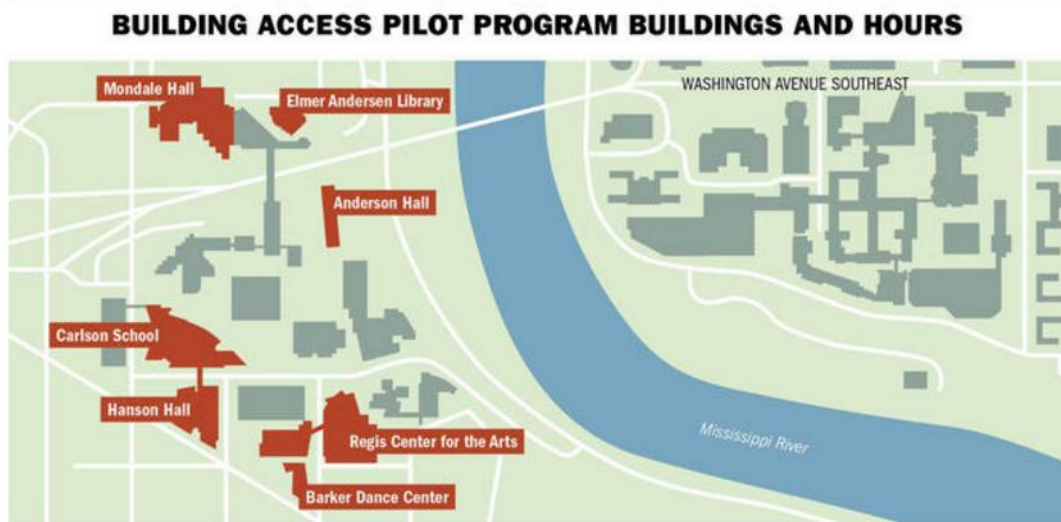 BUILDING ACCESS PILOT PROGRAM BUILDINGS AND HOURS
WASHINGTON AVENUE SOUTHEAST
Mondale Hall
Elmer Andersen Library
Anderson Hall
Carlson School
Hanson Hall
Regis Center for the Arts
Mississippi River
Barker Dance Center